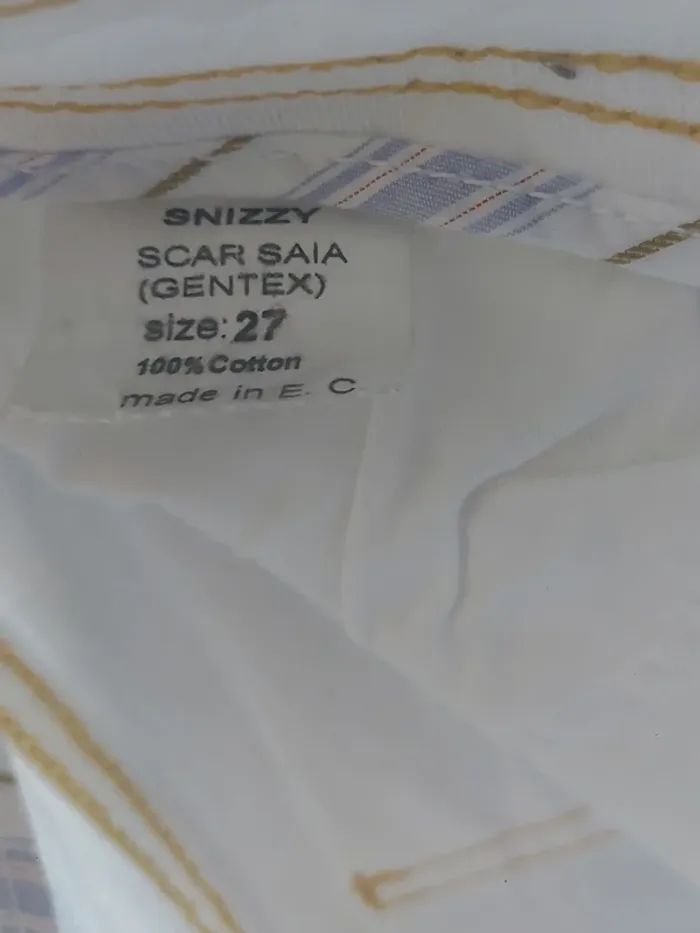 SNIZZY
SCAR SAIA
(GENTEX)
size:27
100%Cotton
made in E. C